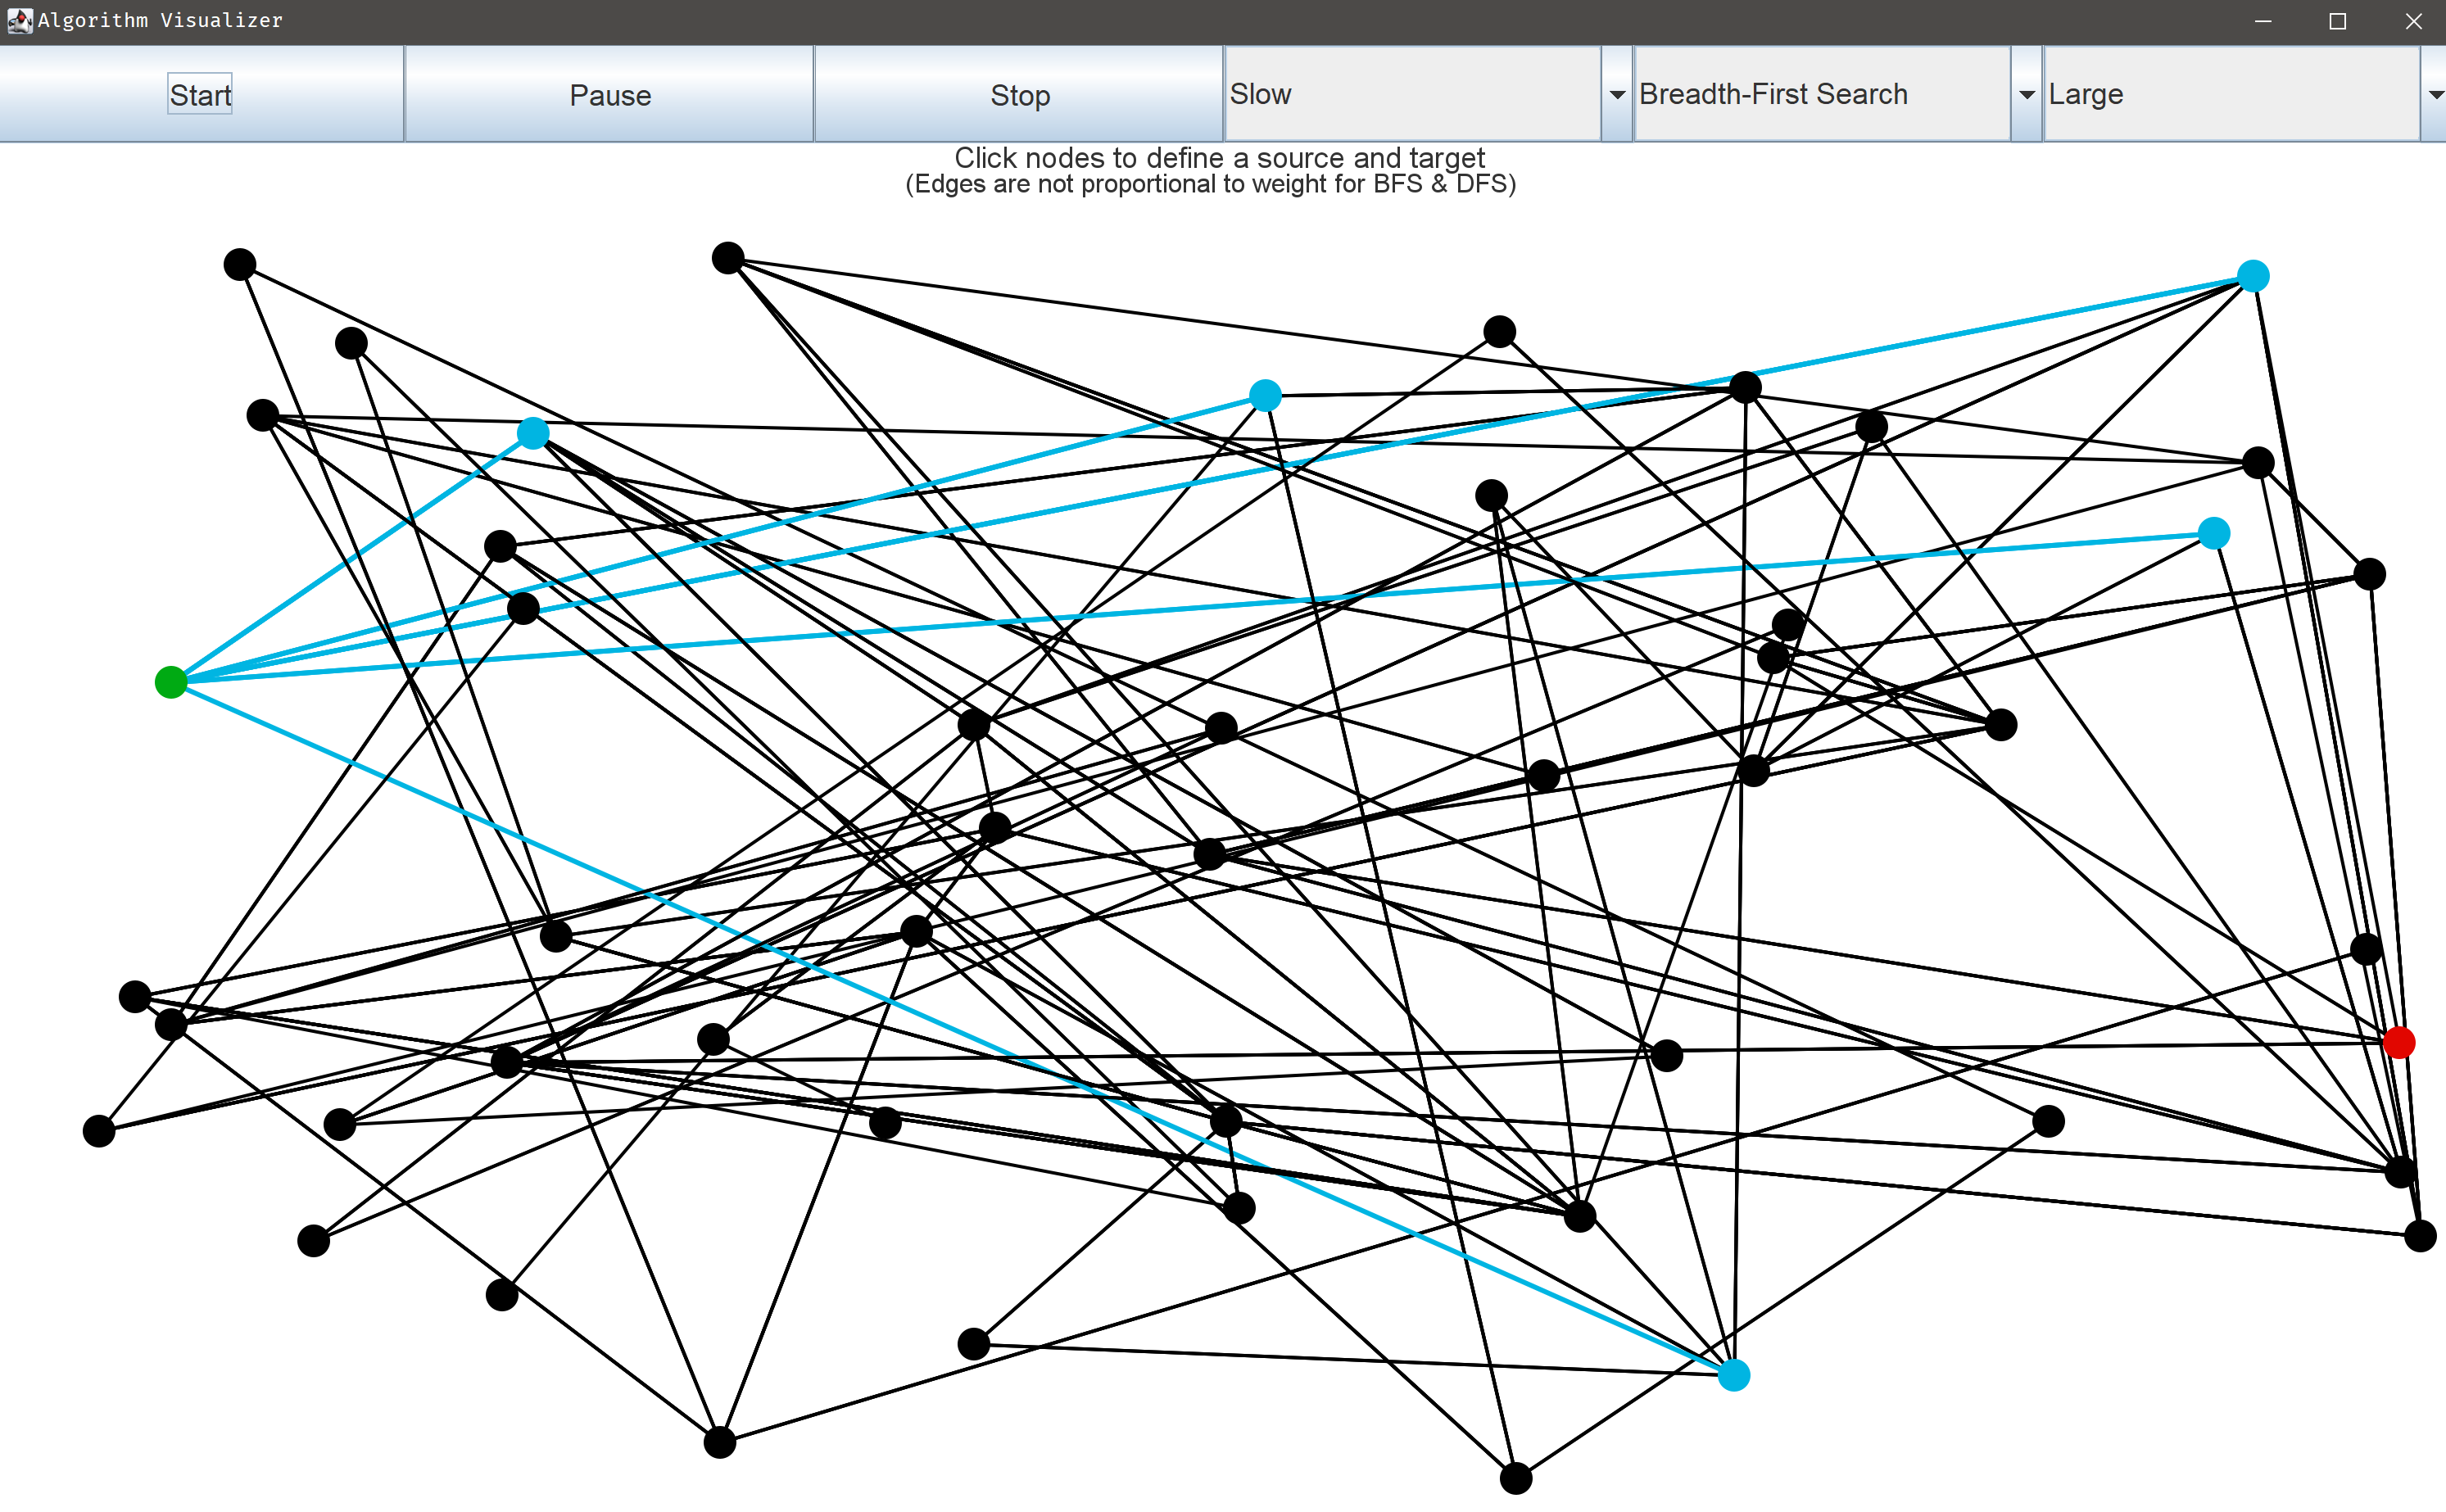 Algorithm Visualizer
Start Pause Stop Slow Breadth-First Search Large
Click nodes to define a source and target
(Edges are not proportional to weight for BFS & DFS)